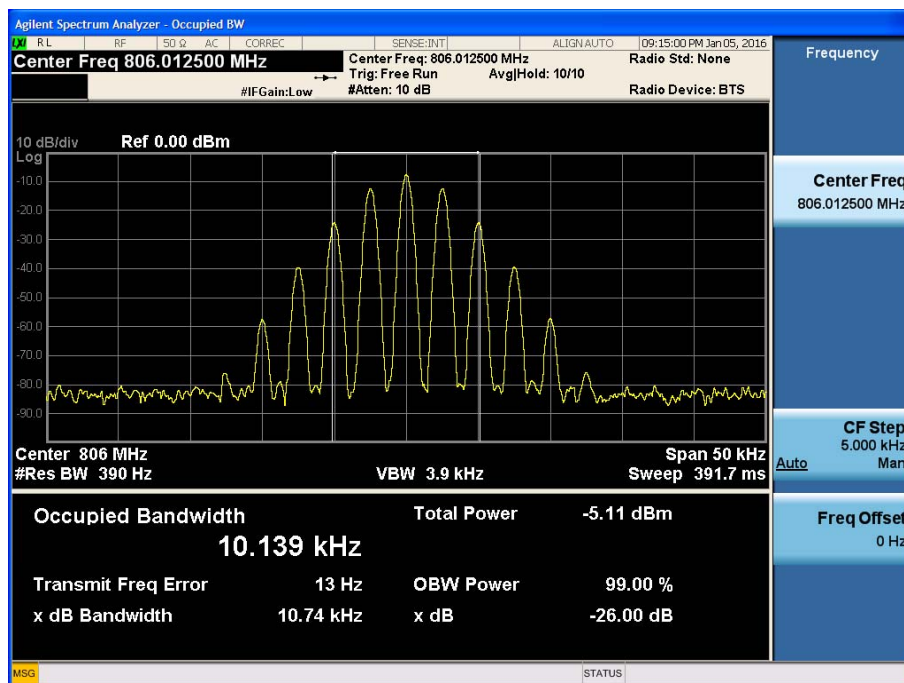 Agilent Spectrum Analyzer - Occupied BW
LXI RL RF 50 Ω AC CORREC SENSE:INT ALIGNAUTO 09:15:00 PM Jan 05, 2016
Center Freq 806.012500 MHz
Center Freq: 806.012500 MHz Radio Std: None
Trig: Free Run Avg|Hold: 10/10
#IFGain:Low #Atten: 10 dB Radio Device: BTS
10 dB/div Ref 0.00 dBm
Log
-10.0
-20.0
-30.0
-40.0
-50.0
-60.0
-70.0
-80.0
-90.0
Center 806 MHz Span 50 kHz
#Res BW 390 Hz VBW 3.9 kHz Sweep 391.7 ms
Occupied Bandwidth Total Power -5.11 dBm
10.139 kHz
Transmit Freq Error 13 Hz OBW Power 99.00 %
x dB Bandwidth 10.74 kHz x dB -26.00 dB
MSG STATUS
Frequency
Center Freq
806.012500 MHz
CF Step
5.000 kHz
Auto Man
Freq Offset
0 Hz